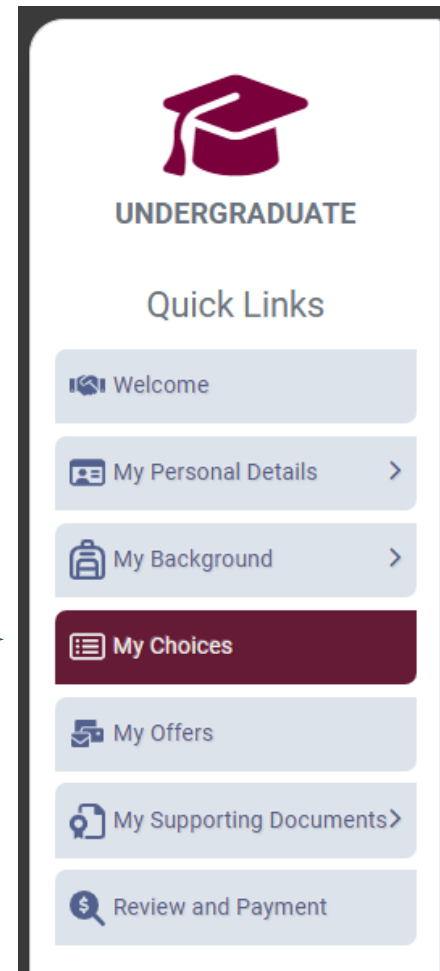 UNDERGRADUATE
Quick Links
Welcome
My Personal Details
My Background
My Choices
My Offers
My Supporting Documents
Review and Payment